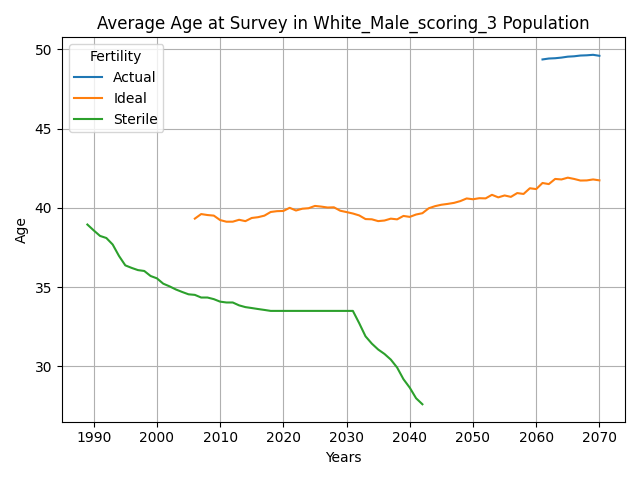 Average Age at Survey in White_Male_scoring_3 Population
Fertility
Actual
Ideal
Sterile
Age
50
45
40
35
30
1990 2000 2010 2020 2030 2040 2050 2060 2070
Years